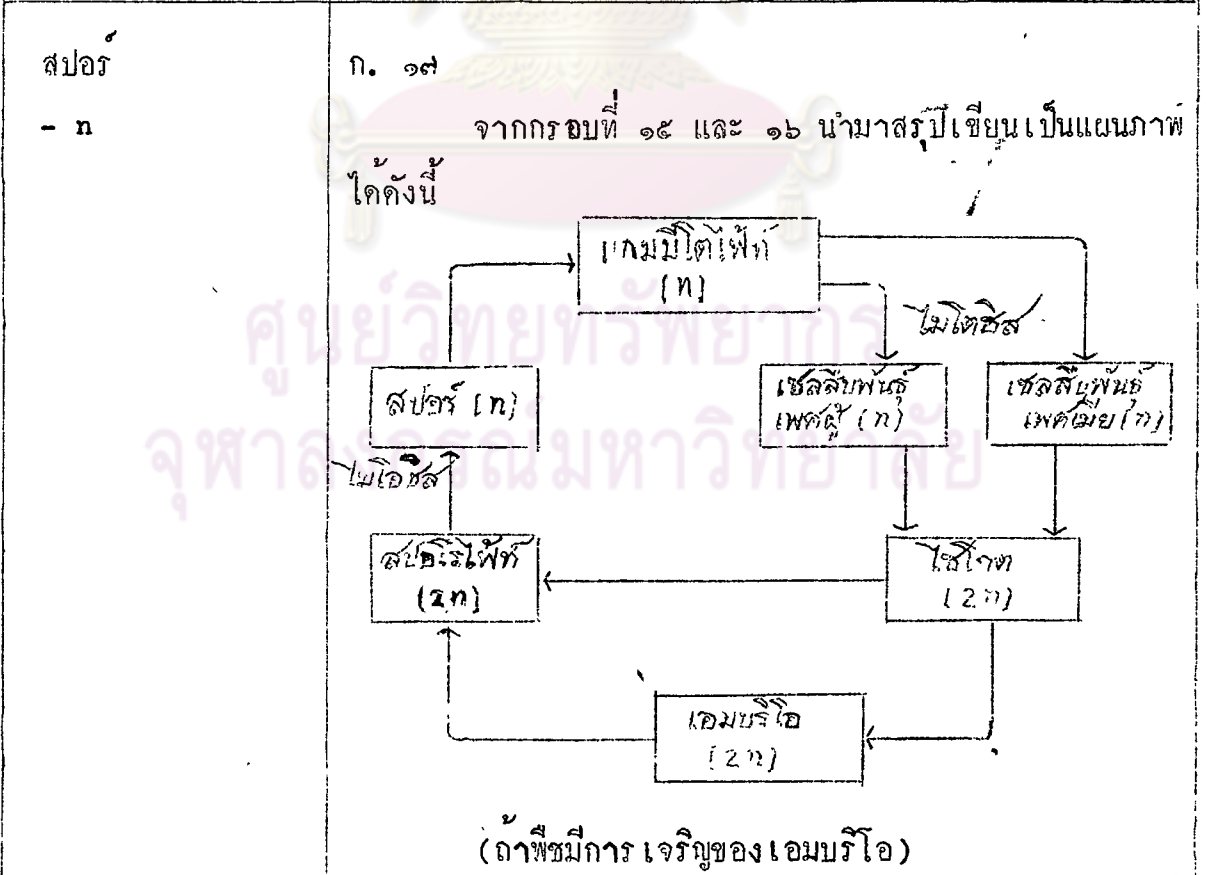 สปอร์
- n
ก. ๑๗
จากกรอบที่ ๑๕ และ ๑๖ นำมาสรุปเขียนเป็นแผนภาพ
ได้ดังนี้
แกมมีโตไฟ้ท์
(n)
ไมโตซิส
สปอร์ (n)
เซลสืบพันธุ์
เพศผู้ (n)
เซลสืบพันธุ์
เพศเมีย (n)
ไมโอซิส
สปอโรไฟ้ท์
(2n)
ไซโกต
(2n)
เอมบริโอ
(2n)
(ถ้าพืชมีการเจริญของเอมบริโอ)
ศูนย์วิทยทรัพยากร
จุฬาลงกรณ์มหาวิทยาลัย